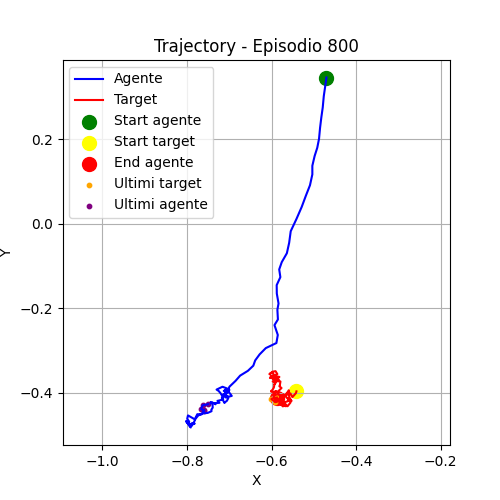 Trajectory - Episodio 800
Agente
Target
Start agente
Start target
End agente
Ultimi target
Ultimi agente
0.2
0.0
−0.2
−0.4
Y
−1.0
−0.8
−0.6
−0.4
−0.2
X